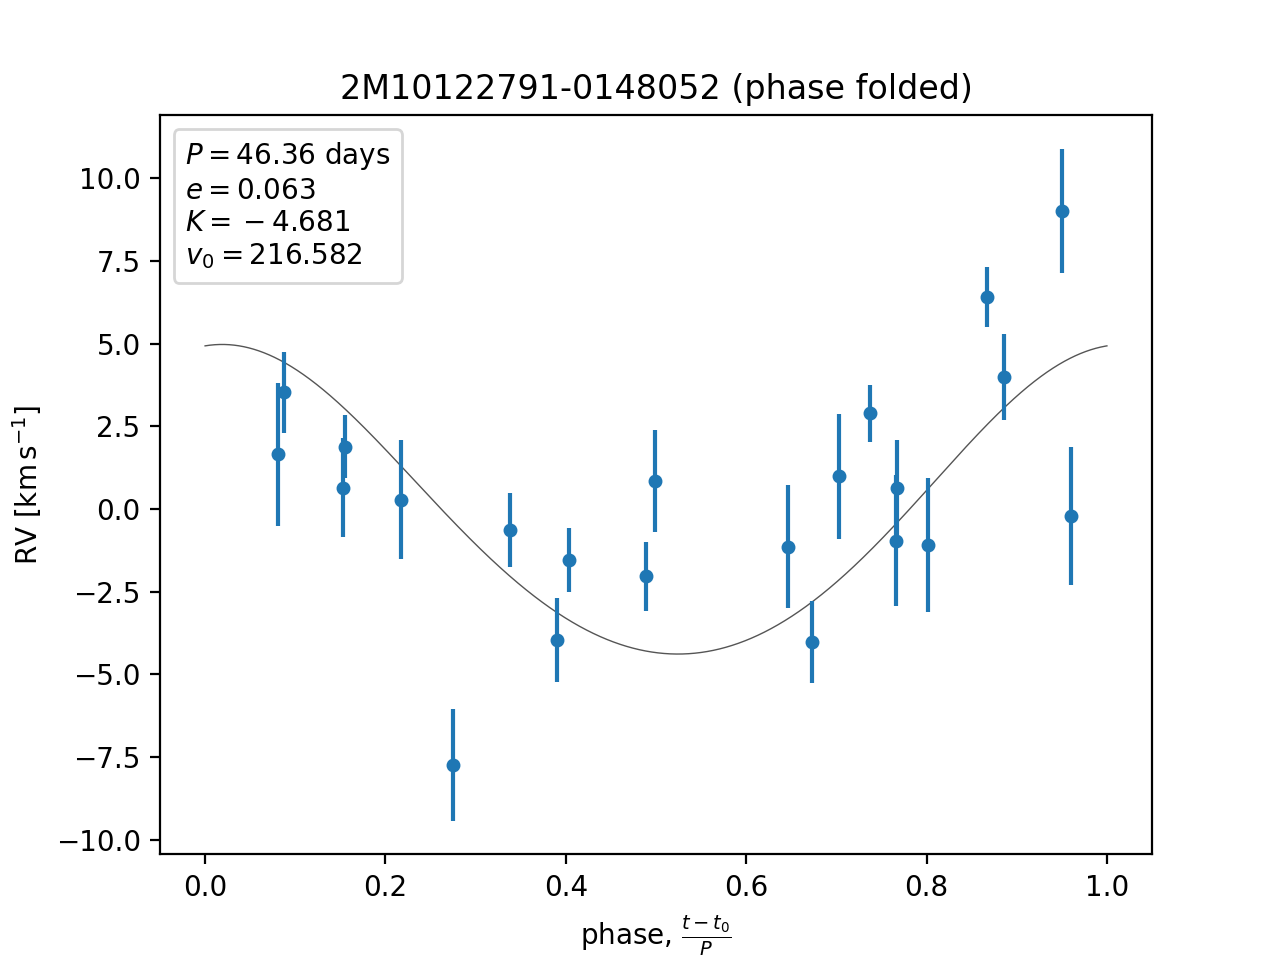 2M10122791-0148052 (phase folded)
P = 46.36 days
e = 0.063
K = −4.681
v₀ = 216.582
10.0
7.5
5.0
2.5
0.0
−2.5
−5.0
−7.5
−10.0
RV [km s⁻¹]
0.0 0.2 0.4 0.6 0.8 1.0
phase, (t − t₀)/P